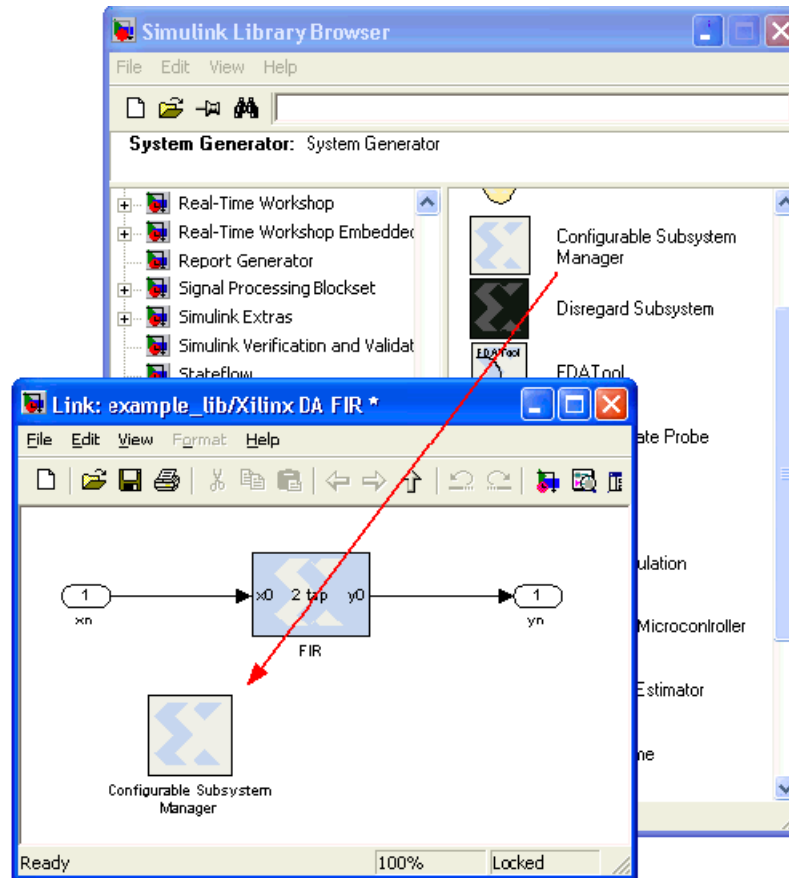 Simulink Library Browser
File Edit View Help
System Generator: System Generator
Real-Time Workshop
Real-Time Workshop Embedded
Report Generator
Signal Processing Blockset
Simulink Extras
Simulink Verification and Validat
Stateflow
Configurable Subsystem
Manager
Disregard Subsystem
FDATool
FDATool
ate Probe
ulation
Microconlroller
Estimator
me
Link: example_lib/Xilinx DA FIR *
File Edit View Format Help
1
xn
x0 2 tap y0
FIR
1
yn
Configurable Subsystem
Manager
Ready 100% Locked